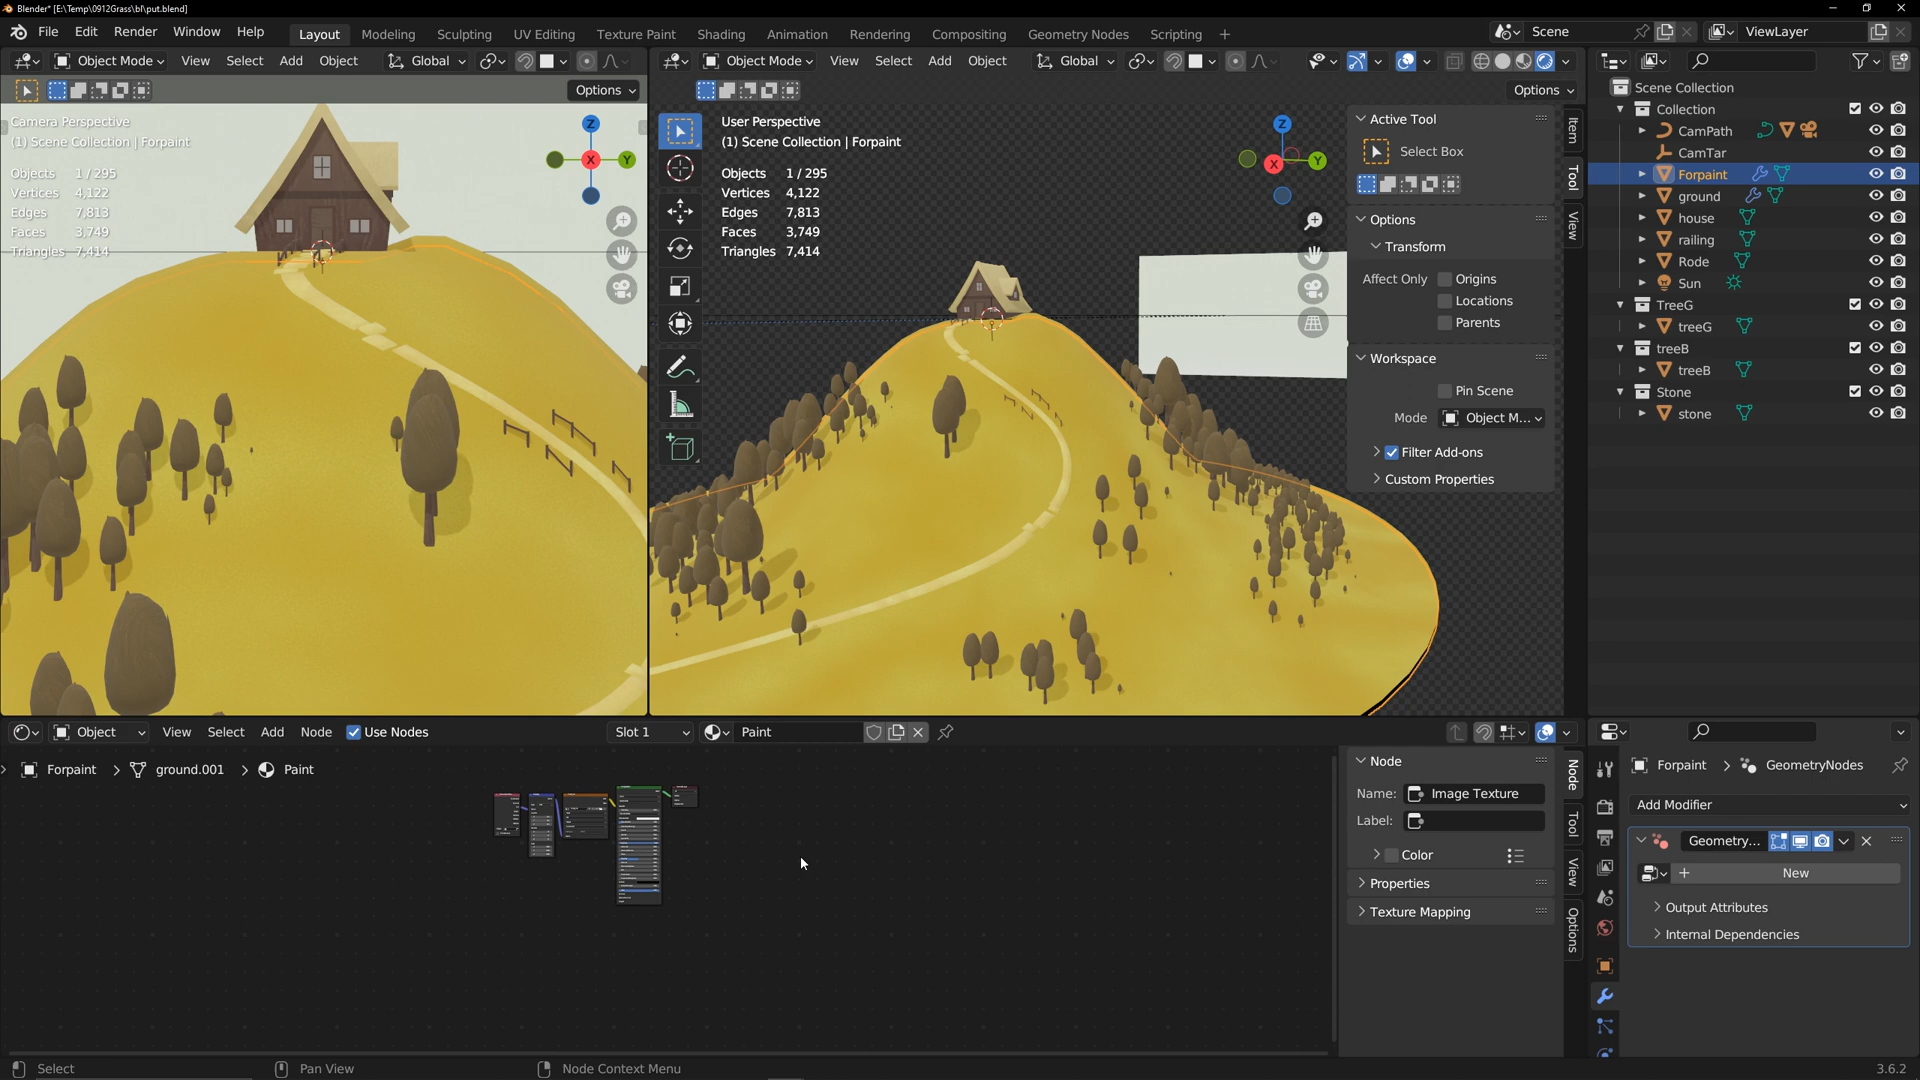 Blender* [E:\Temp\0912Grass\bl\put.blend]
File Edit Render Window Help Layout Modeling Sculpting UV Editing Texture Paint Shading Animation Rendering Compositing Geometry Nodes Scripting + Scene ViewLayer
Object Mode View Select Add Object Global
Object Mode View Select Add Object Global
Options
Options
Camera Perspective
(1) Scene Collection | Forpaint
Objects 1 / 295
Vertices 4,122
Edges 7,813
Faces 3,749
Triangles 7,414
Z
X
Y
User Perspective
(1) Scene Collection | Forpaint
Objects 1 / 295
Vertices 4,122
Edges 7,813
Faces 3,749
Triangles 7,414
Z
X
Y
Active Tool
Select Box
Options
Transform
Affect Only Origins
Locations
Parents
Workspace
Pin Scene
Mode Object M...
Filter Add-ons
Custom Properties
Item
Tool
View
Scene Collection
Collection
CamPath
CamTar
Forpaint
ground
house
railing
Rode
Sun
TreeG
treeG
treeB
treeB
Stone
stone
Object View Select Add Node Use Nodes Slot 1 Paint
Forpaint > ground.001 > Paint
Node
Name: Image Texture
Label:
Color
Properties
Texture Mapping
Node
Tool
View
Options
Forpaint > GeometryNodes
Add Modifier
Geometry...
New
Output Attributes
Internal Dependencies
Select Pan View Node Context Menu 3.6.2